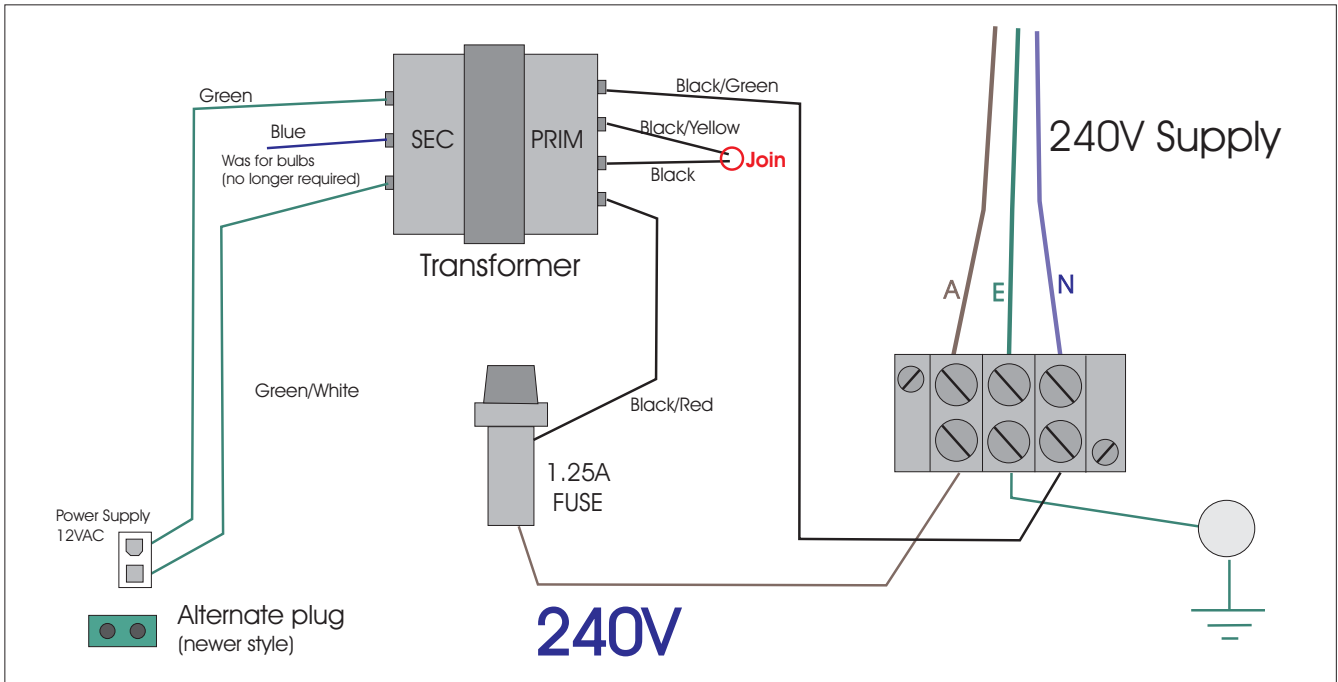 Green
Blue
Was for bulbs
(no longer required)
SEC
PRIM
Transformer
Black/Green
Black/Yellow
Join
Black
240V Supply
A
E
N
Green/White
Black/Red
1.25A
FUSE
Power Supply
12VAC
Alternate plug
(newer style)
240V